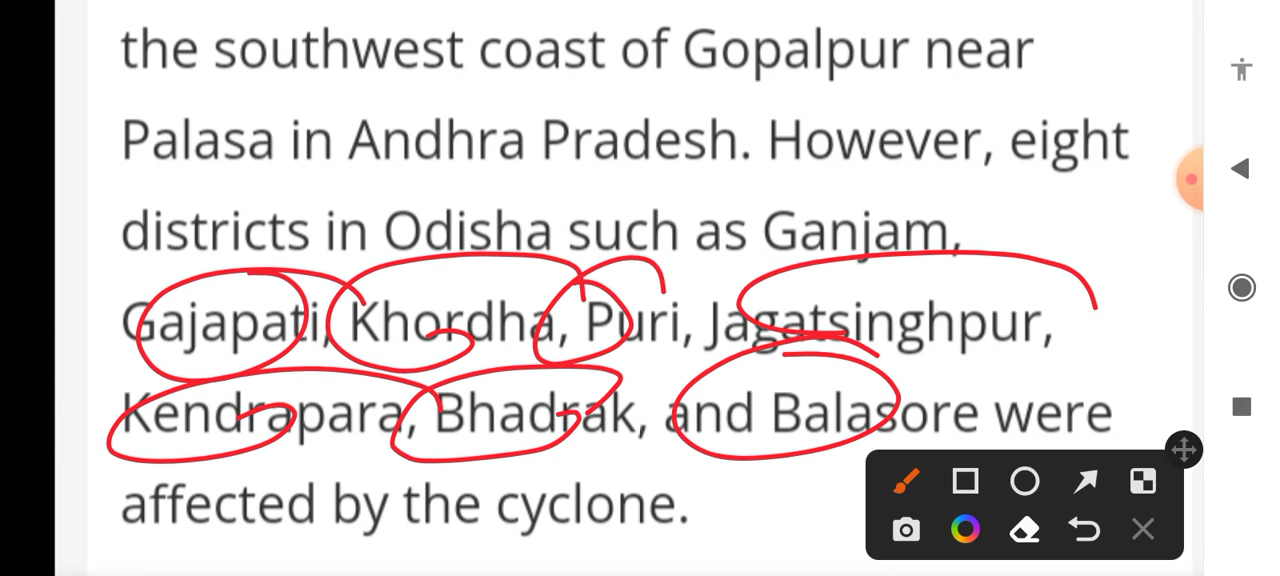 the southwest coast of Gopalpur near
Palasa in Andhra Pradesh. However, eight
districts in Odisha such as Ganjam,
Gajapati, Khordha, Puri, Jagatsinghpur,
Kendrapara, Bhadrak, and Balasore were
affected by the cyclone.